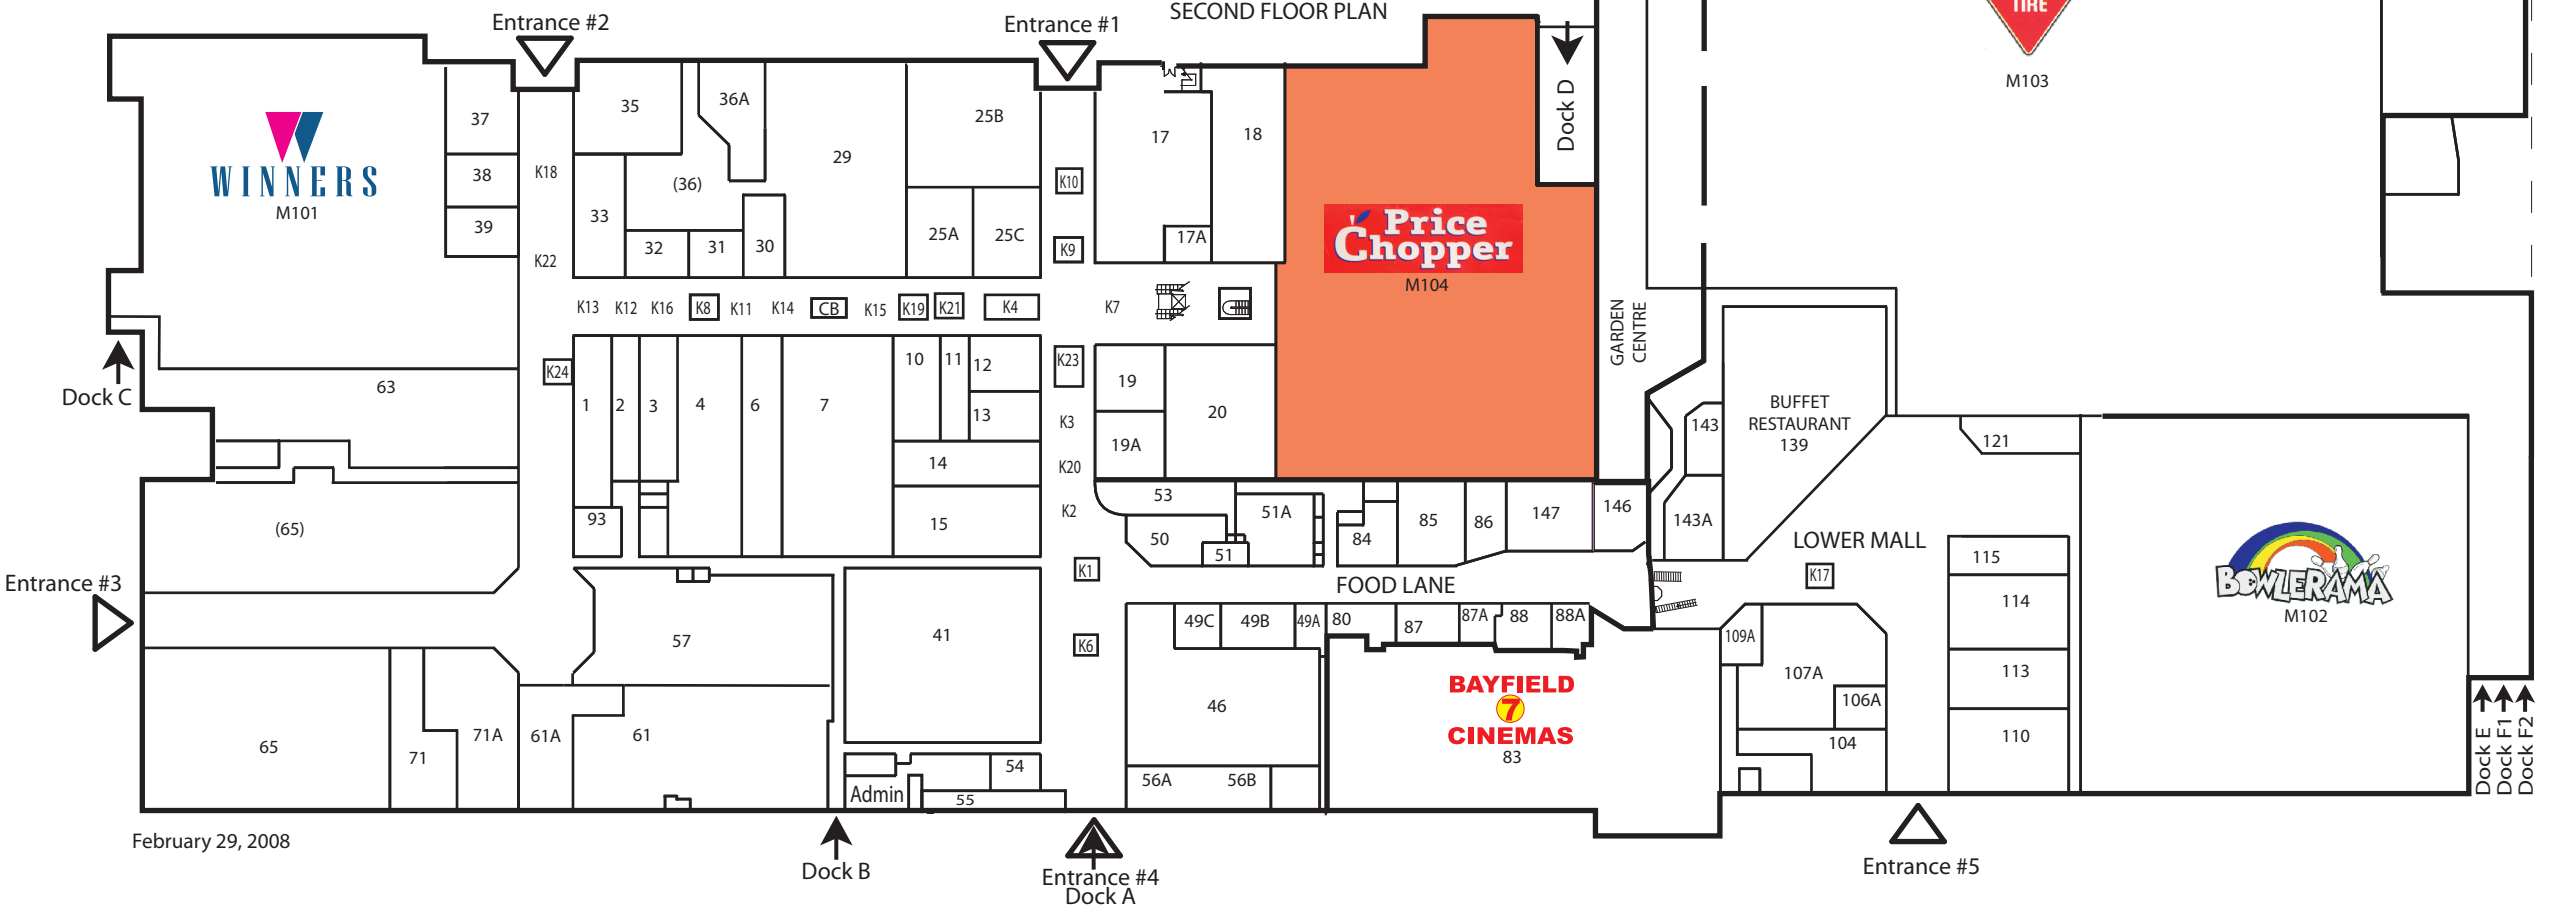 SECOND FLOOR PLAN
Entrance #2
Entrance #1
TIRE
M103
WINNERS
M101
37
38
39
K18
K22
35
36A
(36)
33
32
31
30
29
25B
25A
25C
K10
K9
17
17A
18
Dock D
Price
Chopper
M104
K13
K12
K16
K8
K11
K14
CB
K15
K19
K21
K4
K7
GARDEN
CENTRE
Dock C
63
K24
1
2
3
4
6
7
10
11
12
13
14
15
93
K23
K3
K20
K2
19
19A
20
BUFFET
RESTAURANT
139
143
143A
121
(65)
53
50
51
51A
84
85
86
147
146
LOWER MALL
K17
115
114
113
110
BOWLERAMA
M102
Entrance #3
K1
K6
FOOD LANE
57
41
49C
49B
49A
80
87
87A
88
88A
109A
107A
106A
104
65
71
71A
61A
61
46
BAYFIELD
7
CINEMAS
83
54
Admin
55
56A
56B
Dock E
Dock F1
Dock F2
February 29, 2008
Dock B
Entrance #4
Dock A
Entrance #5